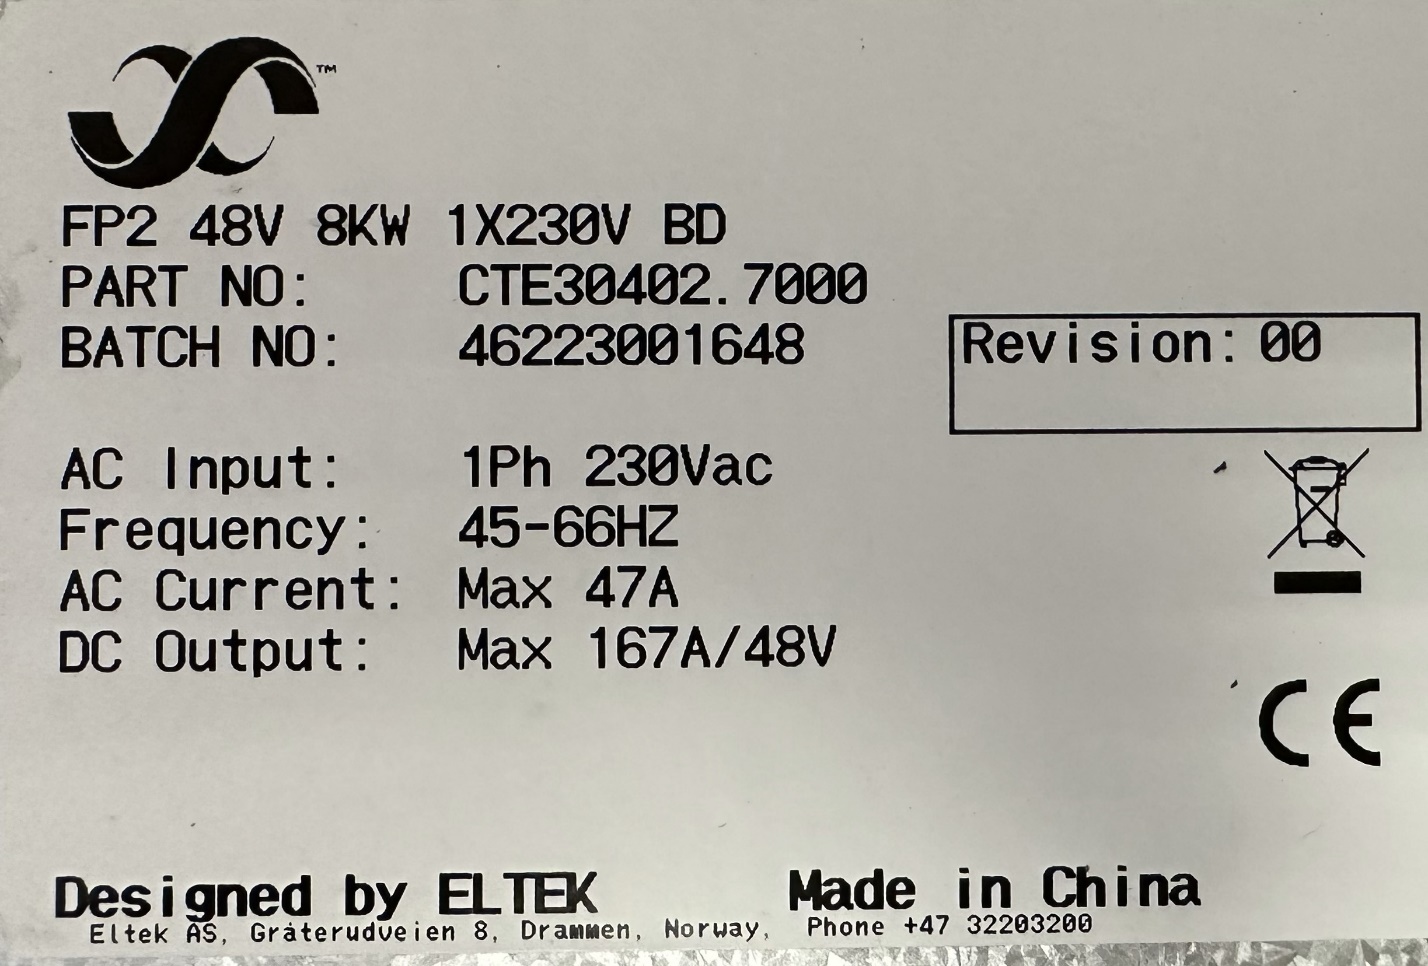 TM
FP2 48V 8KW 1X230V BD
PART NO: CTE30402.7000
BATCH NO: 46223001648
Revision: 00
AC Input: 1Ph 230Vac
Frequency: 45-66HZ
AC Current: Max 47A
DC Output: Max 167A/48V
CE
Designed by ELTEK Made in China
Eltek AS, Gråterudveien 8, Drammen, Norway, Phone +47 32203200